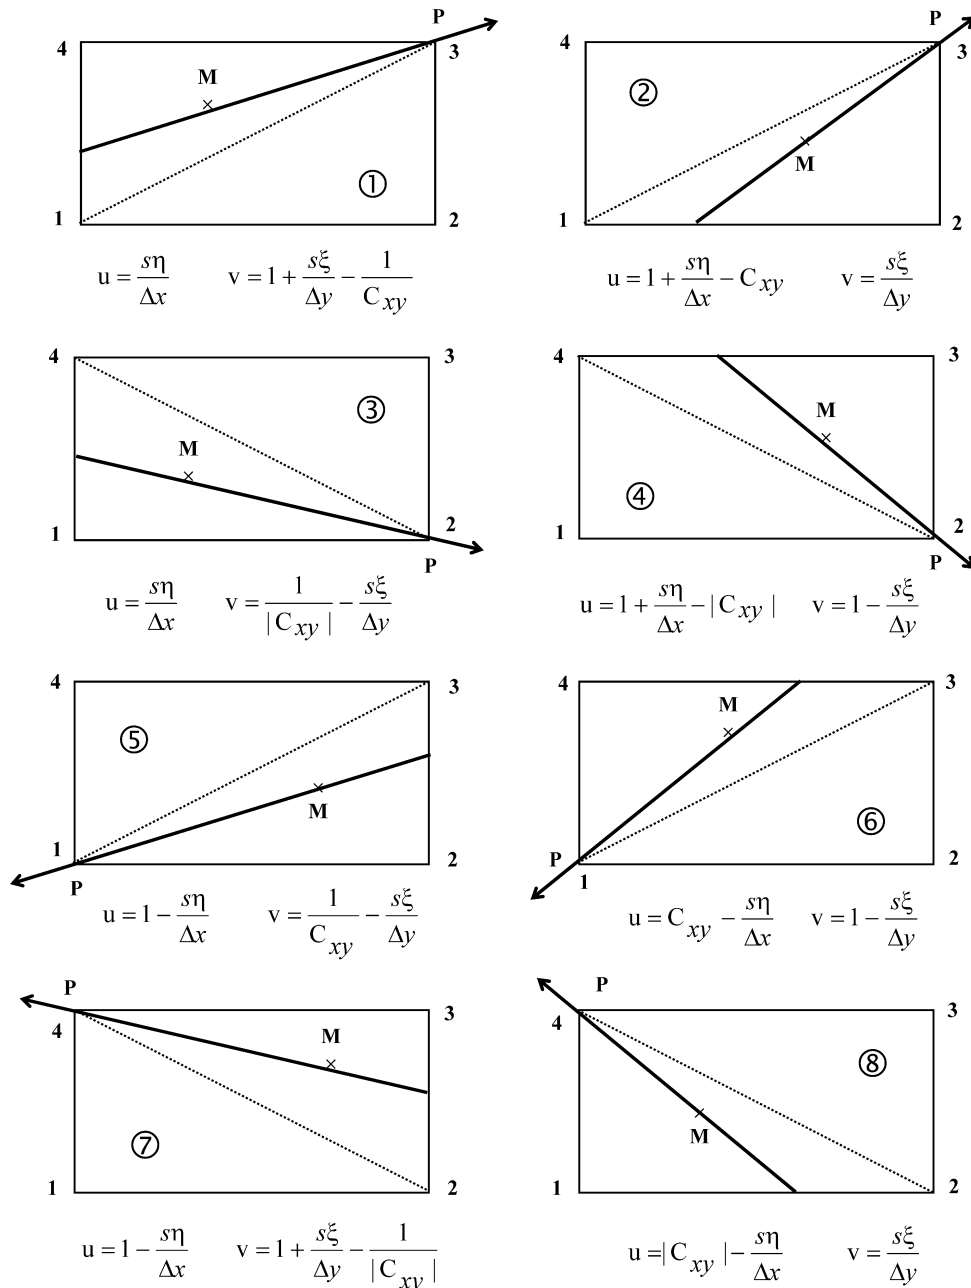 P P
4 3 4 3
M
② M
①
1 2 1 2
u = sη/Δx v = 1 + sξ/Δy − 1/C_xy u = 1 + sη/Δx − C_xy v = sξ/Δy
4 3 4 3
③ M
M ④
1 2 1 2
P P
u = sη/Δx v = 1/|C_xy| − sξ/Δy u = 1 + sη/Δx − |C_xy| v = 1 − sξ/Δy
4 3 4 3
⑤ M
M ⑥
1 2 P 2
P 1
u = 1 − sη/Δx v = 1/C_xy − sξ/Δy u = C_xy − sη/Δx v = 1 − sξ/Δy
P P
4 3 4 3
M ⑧
⑦ M
1 2 1 2
u = 1 − sη/Δx v = 1 + sξ/Δy − 1/|C_xy| u = |C_xy| − sη/Δx v = sξ/Δy